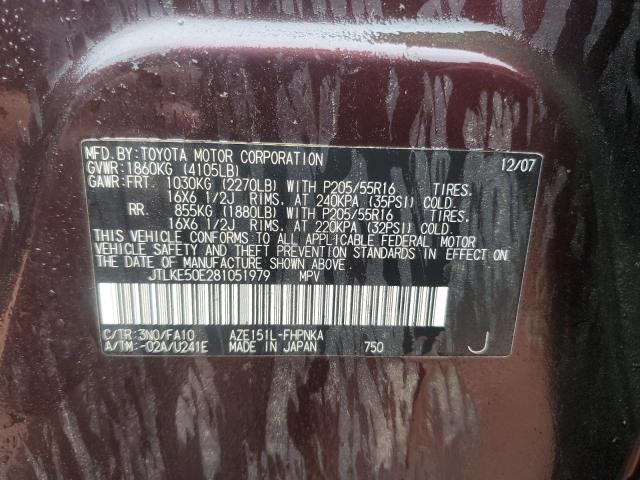 MFD. BY: TOYOTA MOTOR CORPORATION 12/07
GVWR: 1860KG (4105LB)
GAWR: FRT. 1030KG (2270LB) WITH P205/55R16 TIRES,
16X6 1/2J RIMS, AT 240KPA (35PSI) COLD.
RR. 855KG (1880LB) WITH P205/55R16 TIRES,
16X6 1/2J RIMS, AT 220KPA (32PSI) COLD.
THIS VEHICLE CONFORMS TO ALL APPLICABLE FEDERAL MOTOR
VEHICLE SAFETY AND THEFT PREVENTION STANDARDS IN EFFECT ON
THE DATE OF MANUFACTURE SHOWN ABOVE.
JTLKE50E281051979 MPV
C/TR: 3N0/FA10 AZE151L-FHPNKA
A/TM: -02A/U241E MADE IN JAPAN 750 J